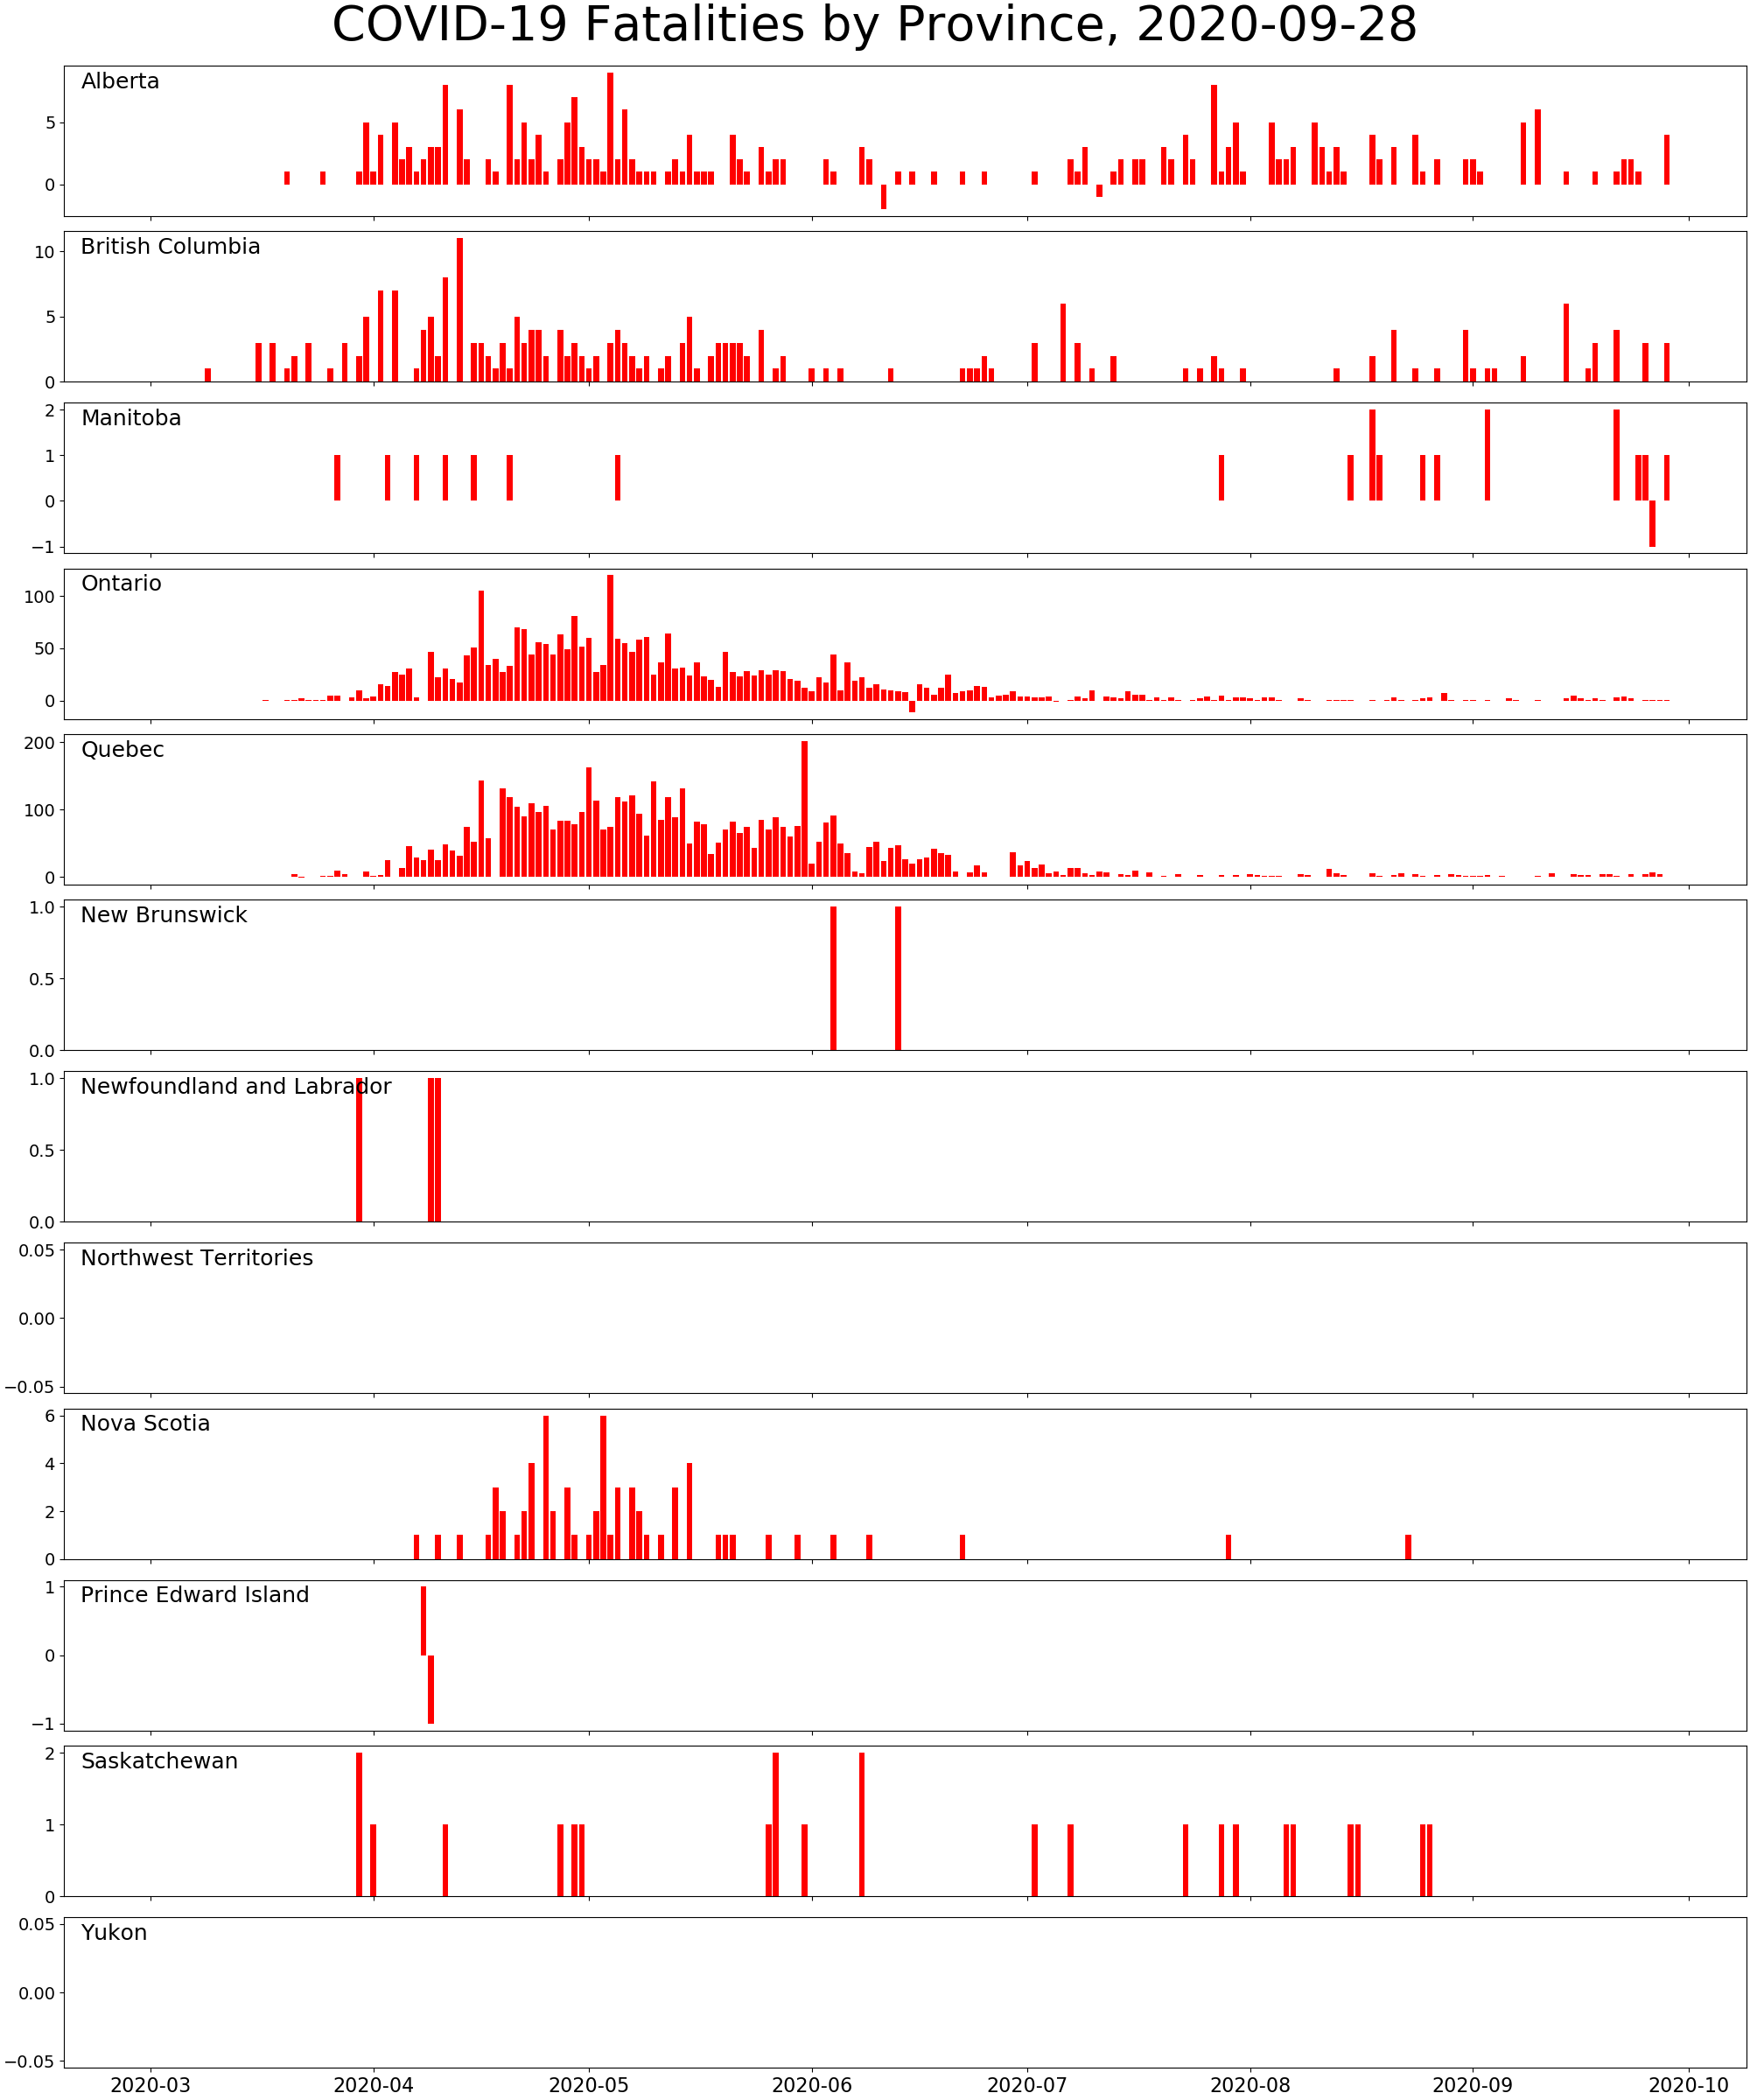 COVID-19 Fatalities by Province, 2020-09-28
Alberta
5
0
British Columbia
10
5
0
Manitoba
2
1
0
−1
Ontario
100
50
0
Quebec
200
100
0
New Brunswick
1.0
0.5
0.0
Newfoundland and Labrador
1.0
0.5
0.0
Northwest Territories
0.05
0.00
−0.05
Nova Scotia
6
4
2
0
Prince Edward Island
1
0
−1
Saskatchewan
2
1
0
Yukon
0.05
0.00
−0.05
2020-03 2020-04 2020-05 2020-06 2020-07 2020-08 2020-09 2020-10